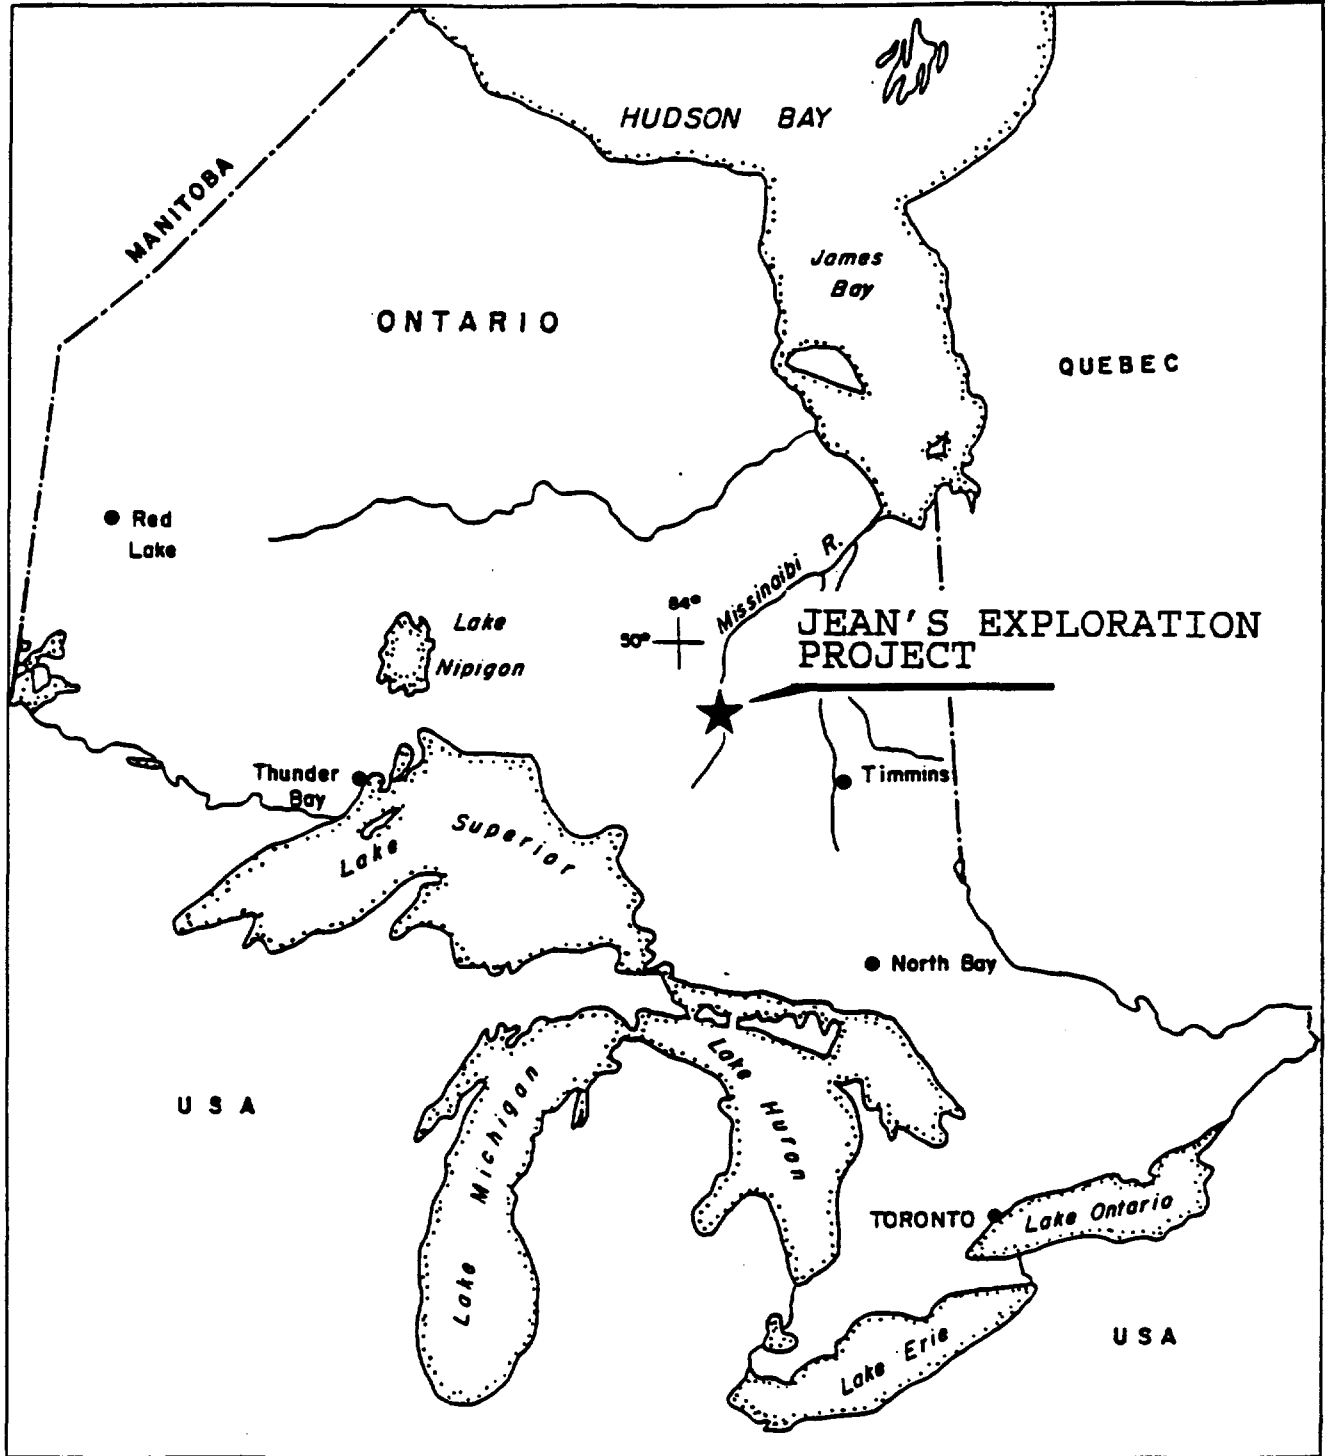 HUDSON BAY
MANITOBA
James
Bay
ONTARIO
QUEBEC
Red
Lake
Missinaibi R.
84°
50°
JEAN'S EXPLORATION
PROJECT
Lake
Nipigon
Thunder
Bay
Timmins
Lake Superior
North Bay
USA
Lake Michigan
Lake Huron
TORONTO
Lake Ontario
Lake Erie
USA